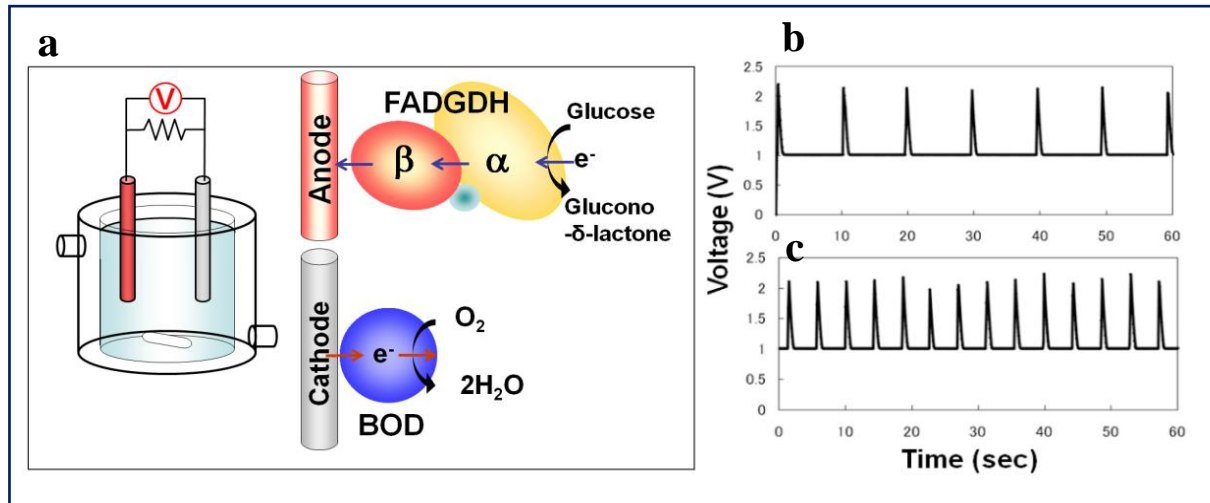 a
V
Anode
FADGDH
β
α
Glucose
e-
Glucono
-δ-lactone
Cathode
e-
O₂
2H₂O
BOD
b
Voltage (V)
2.5
2
1.5
1
0.5
0
0 10 20 30 40 50 60
c
2.5
2
1.5
1
0.5
0
0 10 20 30 40 50 60
Time (sec)